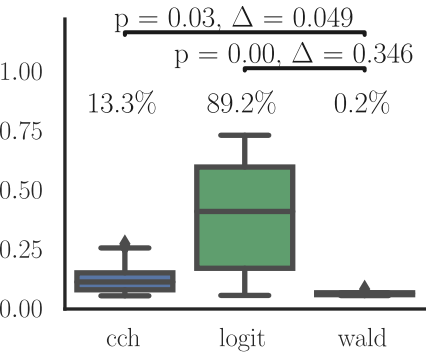 p = 0.03, Δ = 0.049
p = 0.00, Δ = 0.346
1.00
13.3% 89.2% 0.2%
0.75
0.50
0.25
0.00
cch logit wald